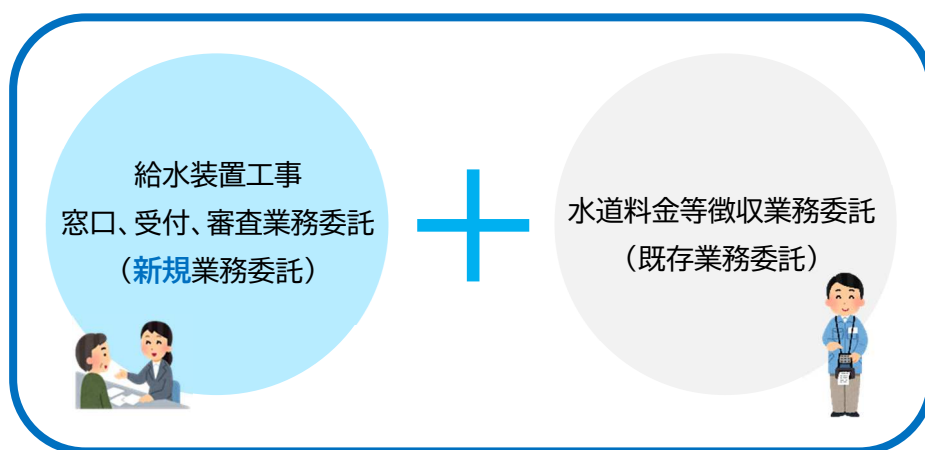 給水装置工事
窓口、受付、審査業務委託
（新規業務委託）
水道料金等徴収業務委託
（既存業務委託）